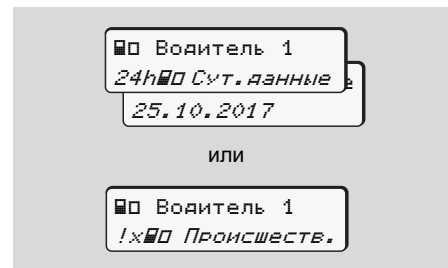 Водитель 1
24h Сут.данные
25.10.2017
или
Водитель 1
!x Происшеств.